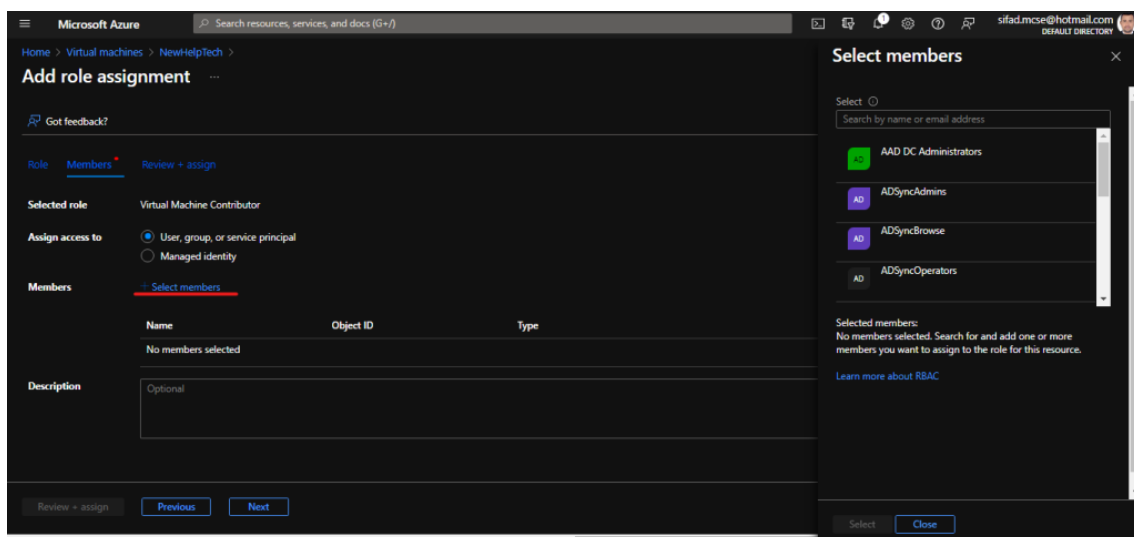 Microsoft Azure
Search resources, services, and docs (G+/)
1
sifad.mcse@hotmail.com
DEFAULT DIRECTORY
Home > Virtual machines > NewHelpTech >
Add role assignment ...
Got feedback?
Role Members * Review + assign
Selected role Virtual Machine Contributor
Assign access to User, group, or service principal
Managed identity
Members + Select members
Name Object ID Type
No members selected
Description Optional
Review + assign Previous Next
Select members
Select
Search by name or email address
AD AAD DC Administrators
AD ADSyncAdmins
AD ADSyncBrowse
AD ADSyncOperators
Selected members:
No members selected. Search for and add one or more
members you want to assign to the role for this resource.
Learn more about RBAC
Select Close